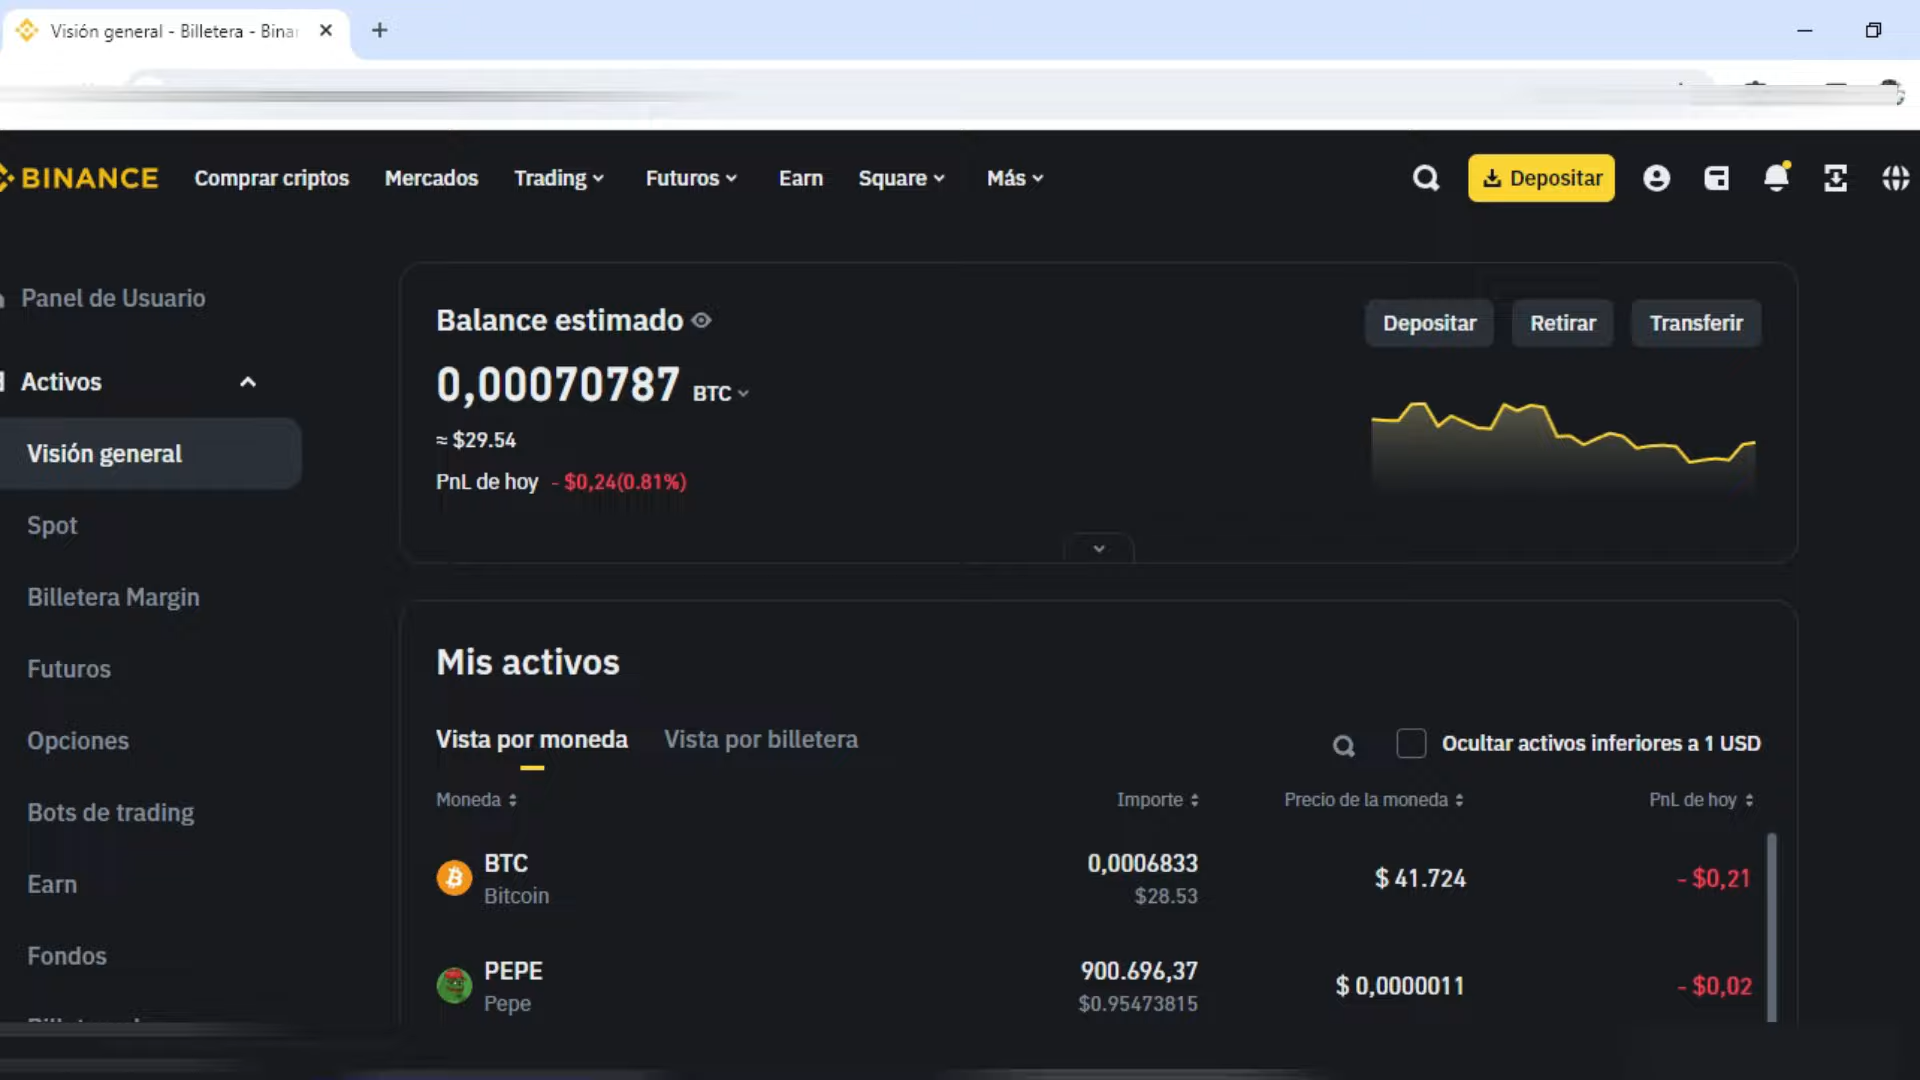 Visión general - Billetera - Binan
BINANCE
Comprar criptos
Mercados
Trading
Futuros
Earn
Square
Más
Depositar
Panel de Usuario
Activos
Visión general
Spot
Billetera Margin
Futuros
Opciones
Bots de trading
Earn
Fondos
Balance estimado
0,00070787 BTC
≈ $29.54
PnL de hoy - $0,24(0.81%)
Depositar
Retirar
Transferir
Mis activos
Vista por moneda
Vista por billetera
Ocultar activos inferiores a 1 USD
Moneda
Importe
Precio de la moneda
PnL de hoy
BTC
Bitcoin
0,0006833
$28.53
$ 41.724
- $0,21
PEPE
Pepe
900.696,37
$0.95473815
$ 0,0000011
- $0,02